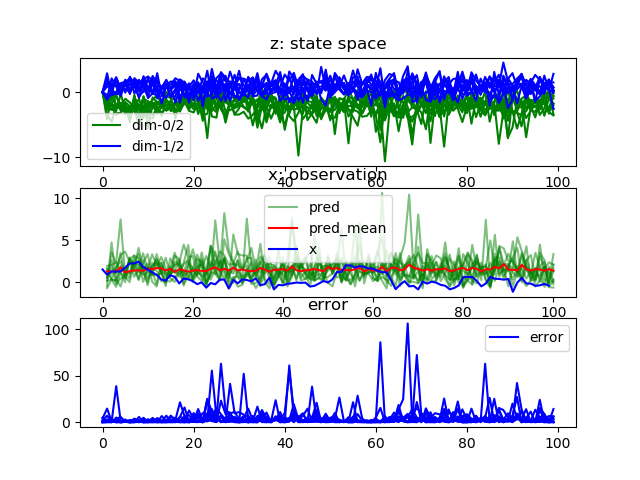 z: state space
0
−10
dim-0/2
dim-1/2
0 20 40 60 80 100
x: observation
10
5
0
pred
pred_mean
x
0 20 40 60 80 100
error
100
50
0
error
0 20 40 60 80 100